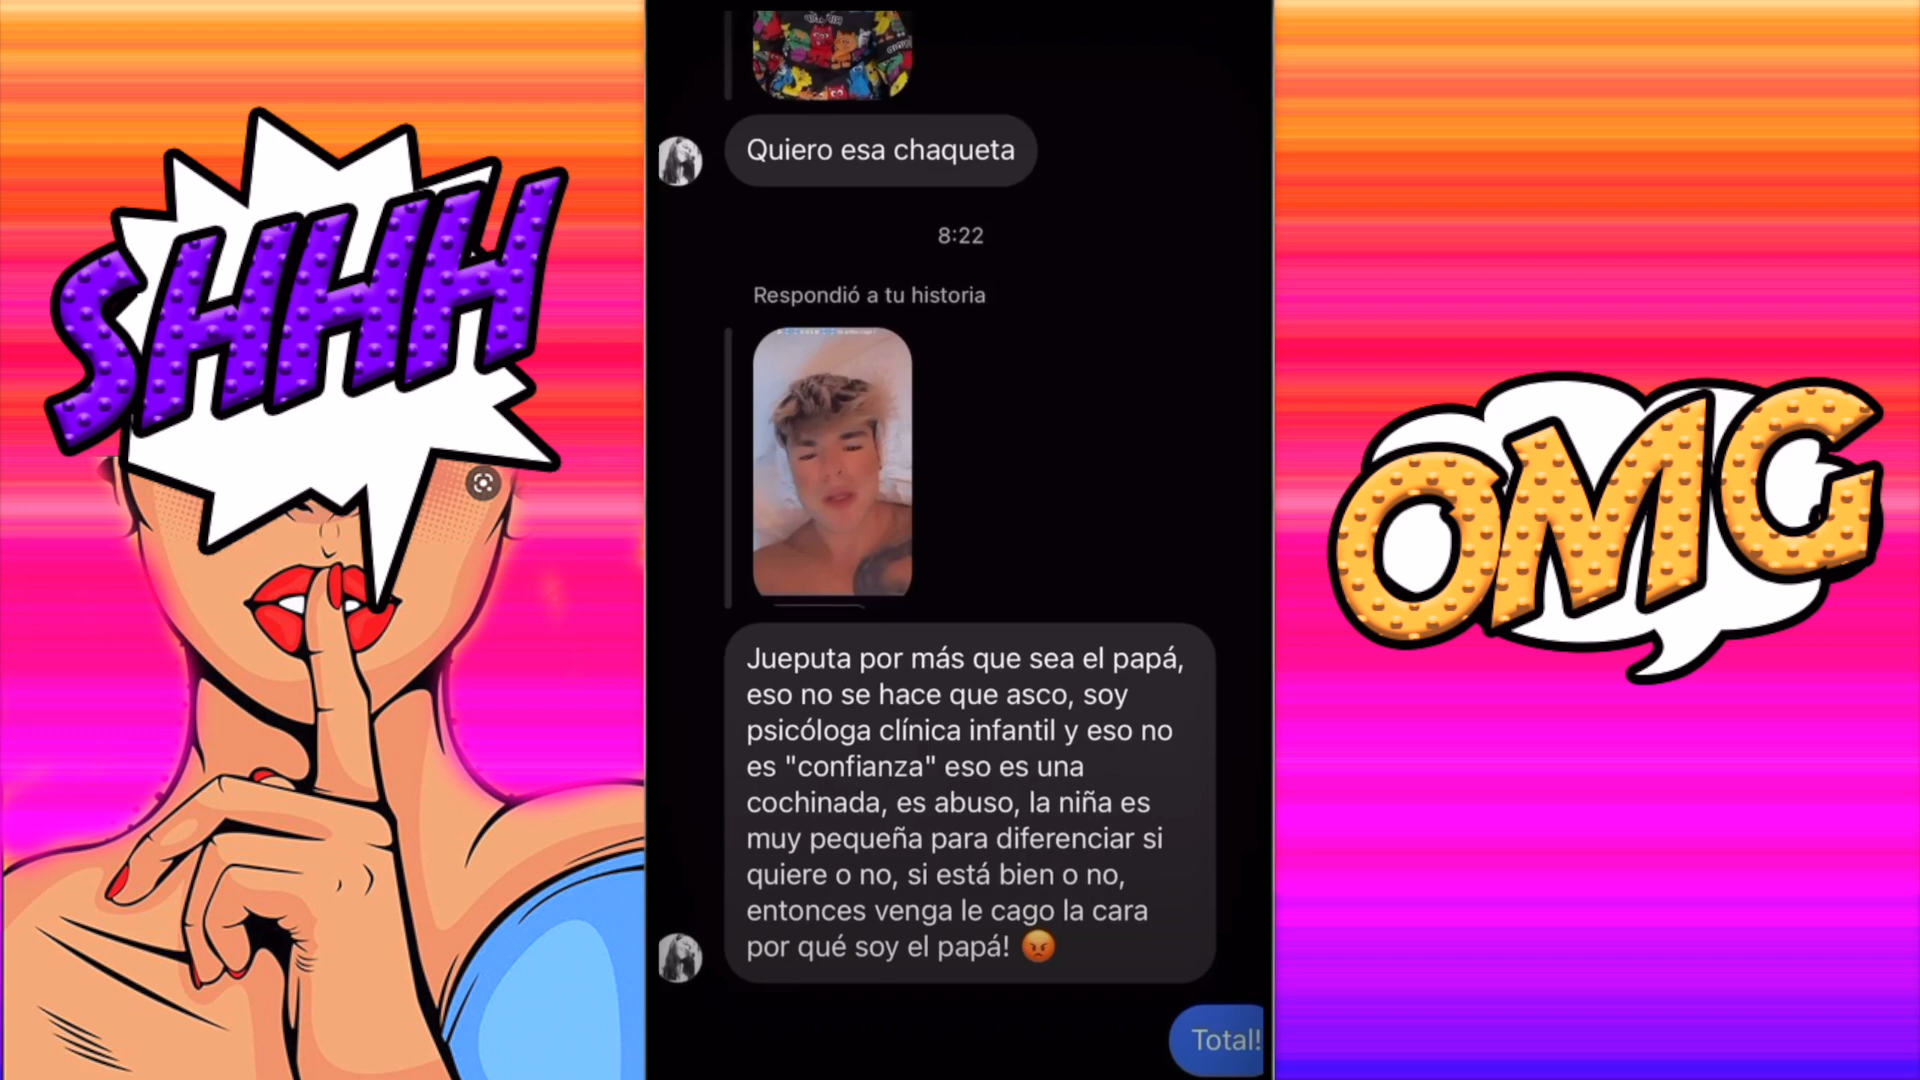 SHHH
OMG
Quiero esa chaqueta
8:22
Respondió a tu historia
Jueputa por más que sea el papá,
eso no se hace que asco, soy
psicóloga clínica infantil y eso no
es "confianza" eso es una
cochinada, es abuso, la niña es
muy pequeña para diferenciar si
quiere o no, si está bien o no,
entonces venga le cago la cara
por qué soy el papá! 😡
Total!